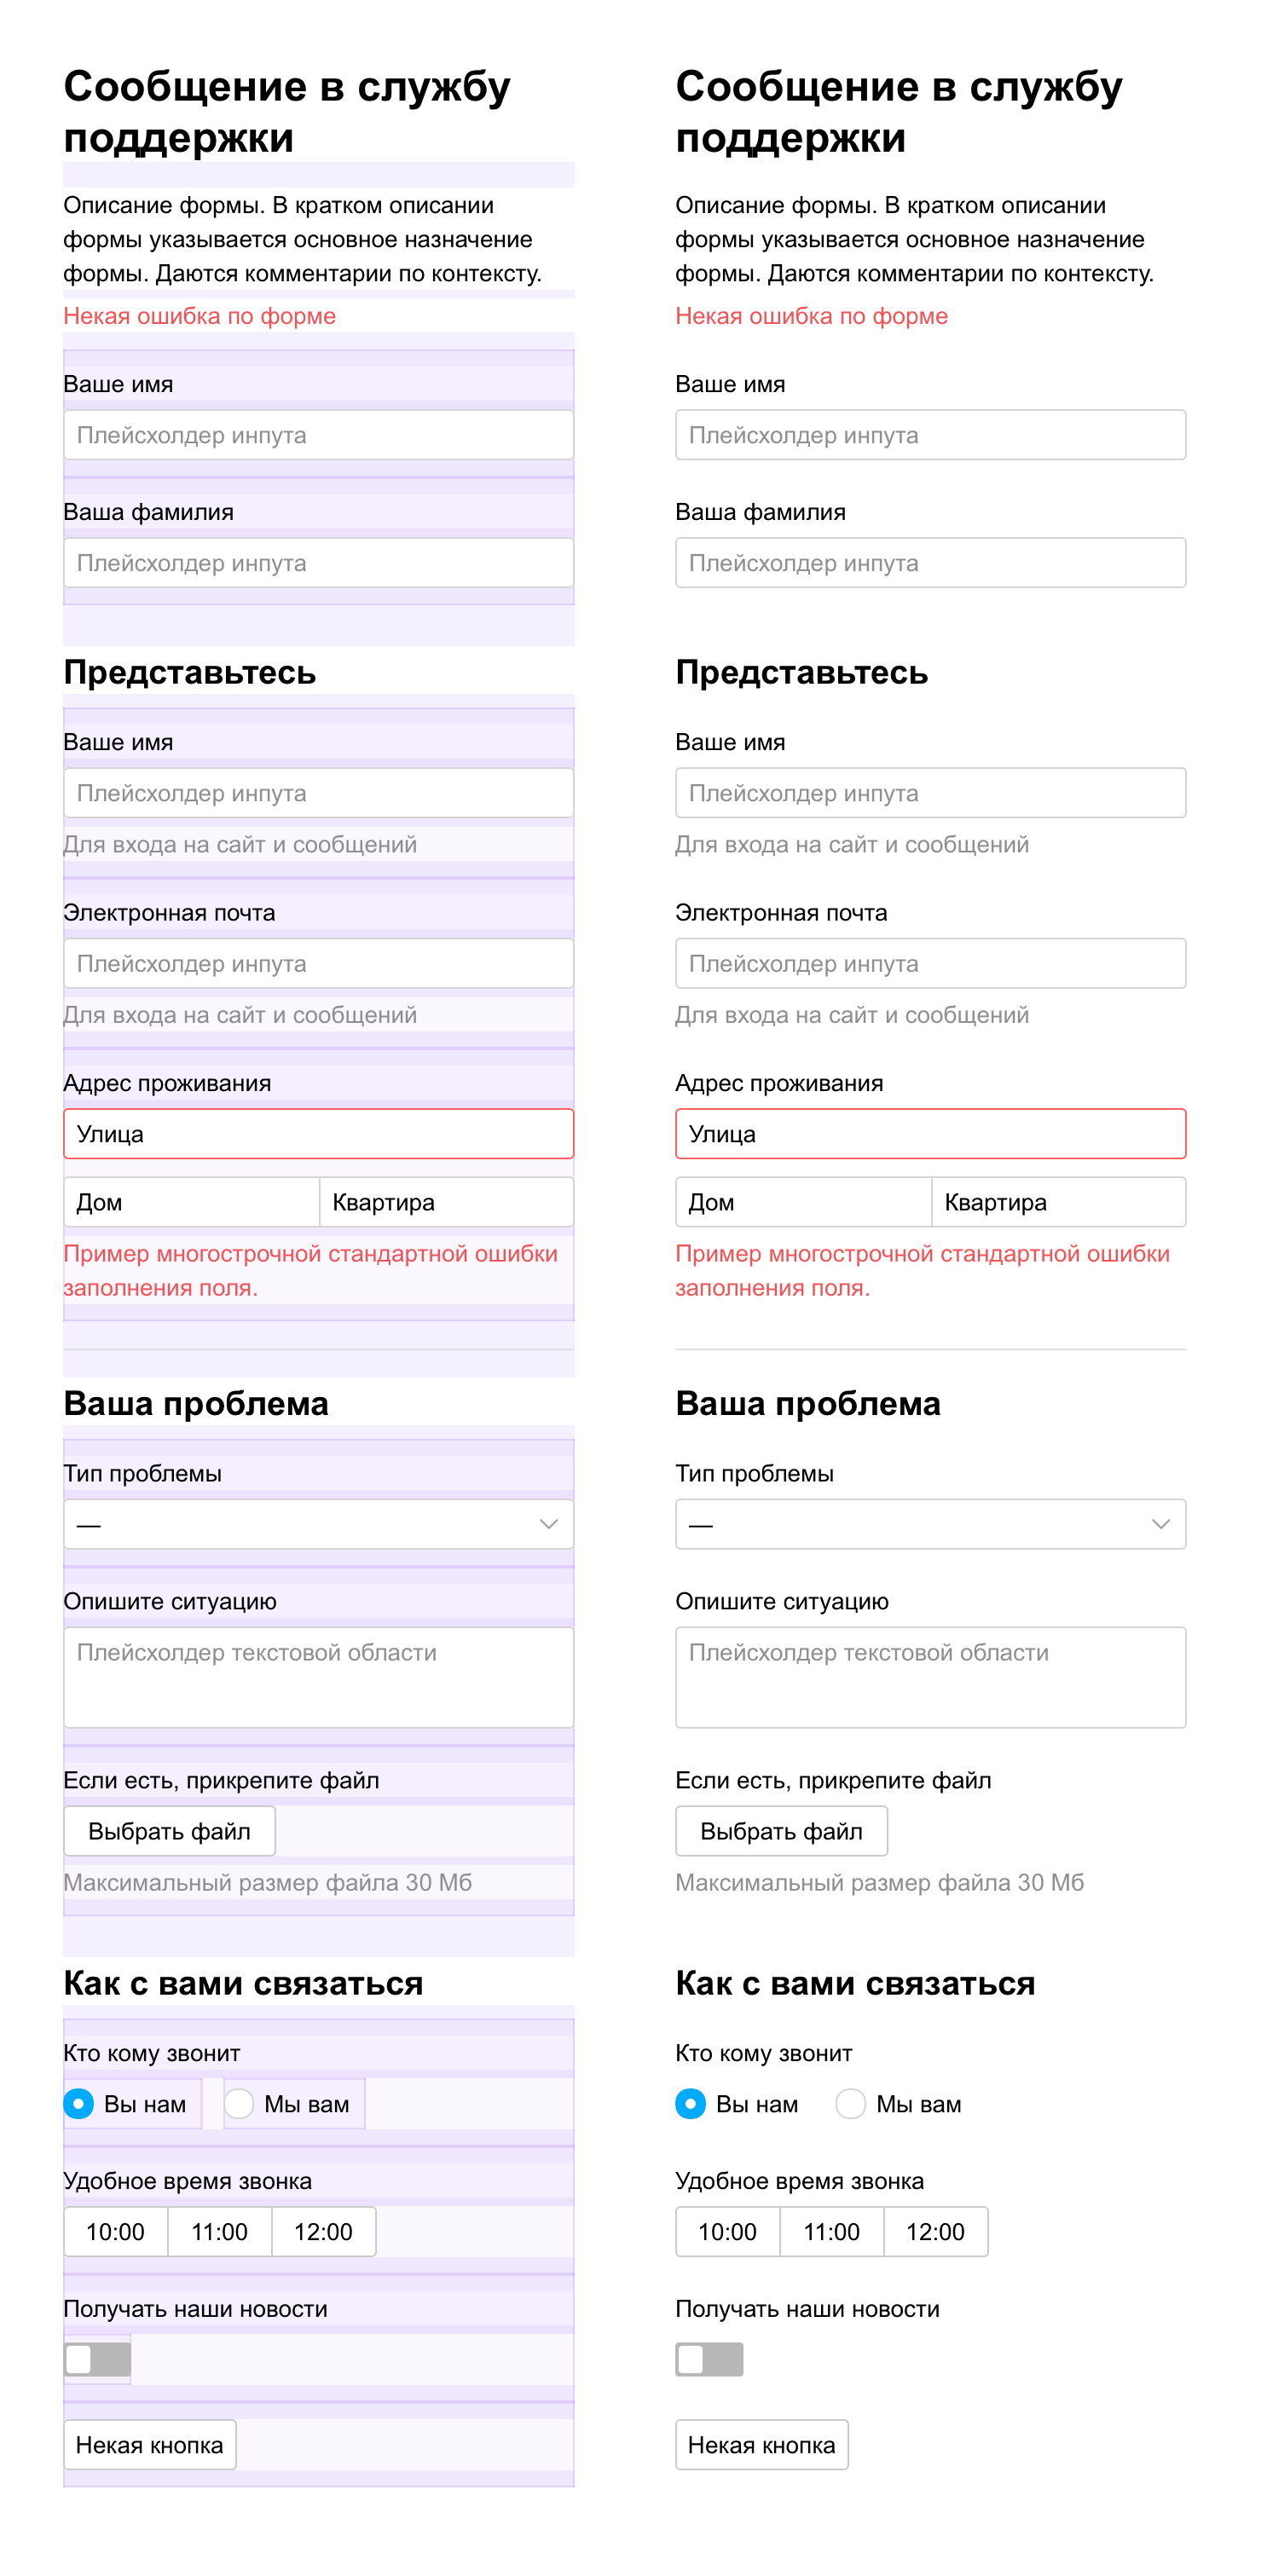 Сообщение в службу
поддержки
Описание формы. В кратком описании
формы указывается основное назначение
формы. Даются комментарии по контексту.
Некая ошибка по форме
Ваше имя
Плейсхолдер инпута
Ваша фамилия
Плейсхолдер инпута
Представьтесь
Ваше имя
Плейсхолдер инпута
Для входа на сайт и сообщений
Электронная почта
Плейсхолдер инпута
Для входа на сайт и сообщений
Адрес проживания
Улица
Дом Квартира
Пример многострочной стандартной ошибки
заполнения поля.
Ваша проблема
Тип проблемы
—
Опишите ситуацию
Плейсхолдер текстовой области
Если есть, прикрепите файл
Выбрать файл
Максимальный размер файла 30 Мб
Как с вами связаться
Кто кому звонит
Вы нам Мы вам
Удобное время звонка
10:00 11:00 12:00
Получать наши новости
Некая кнопка
Сообщение в службу
поддержки
Описание формы. В кратком описании
формы указывается основное назначение
формы. Даются комментарии по контексту.
Некая ошибка по форме
Ваше имя
Плейсхолдер инпута
Ваша фамилия
Плейсхолдер инпута
Представьтесь
Ваше имя
Плейсхолдер инпута
Для входа на сайт и сообщений
Электронная почта
Плейсхолдер инпута
Для входа на сайт и сообщений
Адрес проживания
Улица
Дом Квартира
Пример многострочной стандартной ошибки
заполнения поля.
Ваша проблема
Тип проблемы
—
Опишите ситуацию
Плейсхолдер текстовой области
Если есть, прикрепите файл
Выбрать файл
Максимальный размер файла 30 Мб
Как с вами связаться
Кто кому звонит
Вы нам Мы вам
Удобное время звонка
10:00 11:00 12:00
Получать наши новости
Некая кнопка